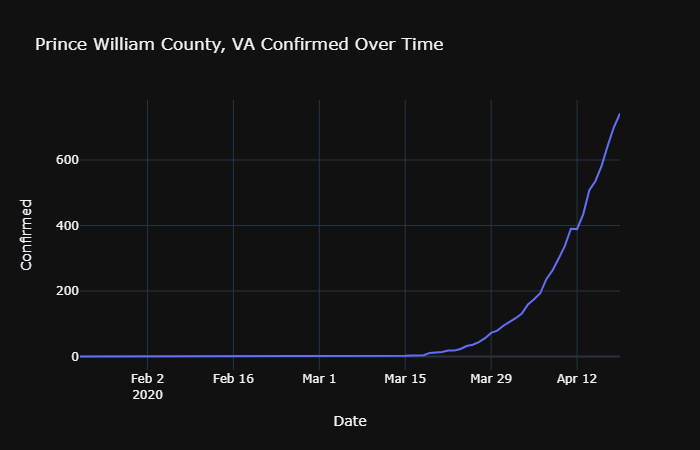 Prince William County, VA Confirmed Over Time
Confirmed
600
400
200
0
Feb 2
2020
Feb 16
Mar 1
Mar 15
Mar 29
Apr 12
Date